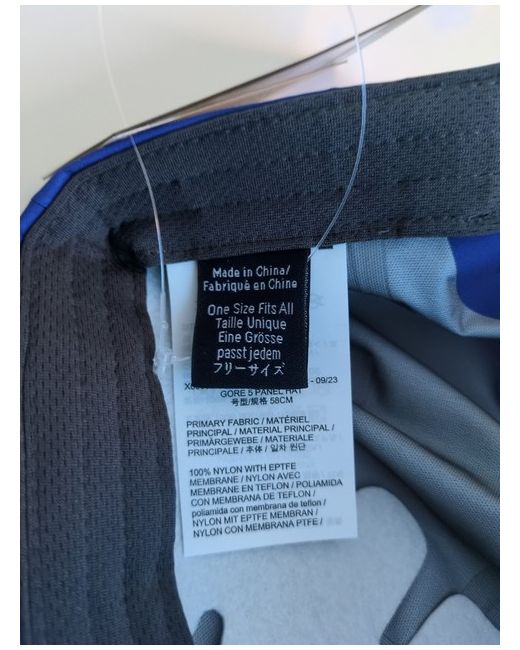 Made in China/
Fabriqué en Chine
One Size Fits All
Taille Unique
Eine Grösse
passt jedem
フリーサイズ
- 09/23
GORE 5 PANEL HAT
号型/规格 58CM
PRIMARY FABRIC / MATÉRIEL
PRINCIPAL / MATERIAL PRINCIPAL /
PRIMÄRGEWEBE / MATERIALE
PRINCIPALE / 本体 / 일차 원단
100% NYLON WITH EPTFE
MEMBRANE / NYLON AVEC
MEMBRANE EN TEFLON / POLIAMIDA
CON MEMBRANA DE TEFLON /
poliamida con membrana de teflon /
NYLON MIT EPTFE MEMBRAN /
NYLON CON MEMBRANA PTFE /